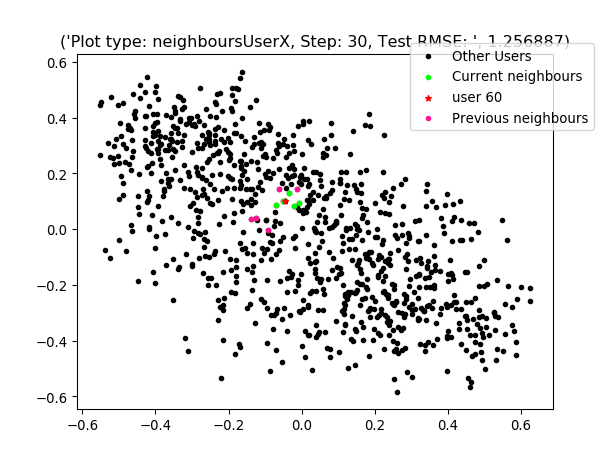 ('Plot type: neighboursUserX, Step: 30, Test RMSE: ', 1.256887)
Other Users
Current neighbours
user 60
Previous neighbours
0.6
0.4
0.2
0.0
−0.2
−0.4
−0.6
−0.6 −0.4 −0.2 0.0 0.2 0.4 0.6